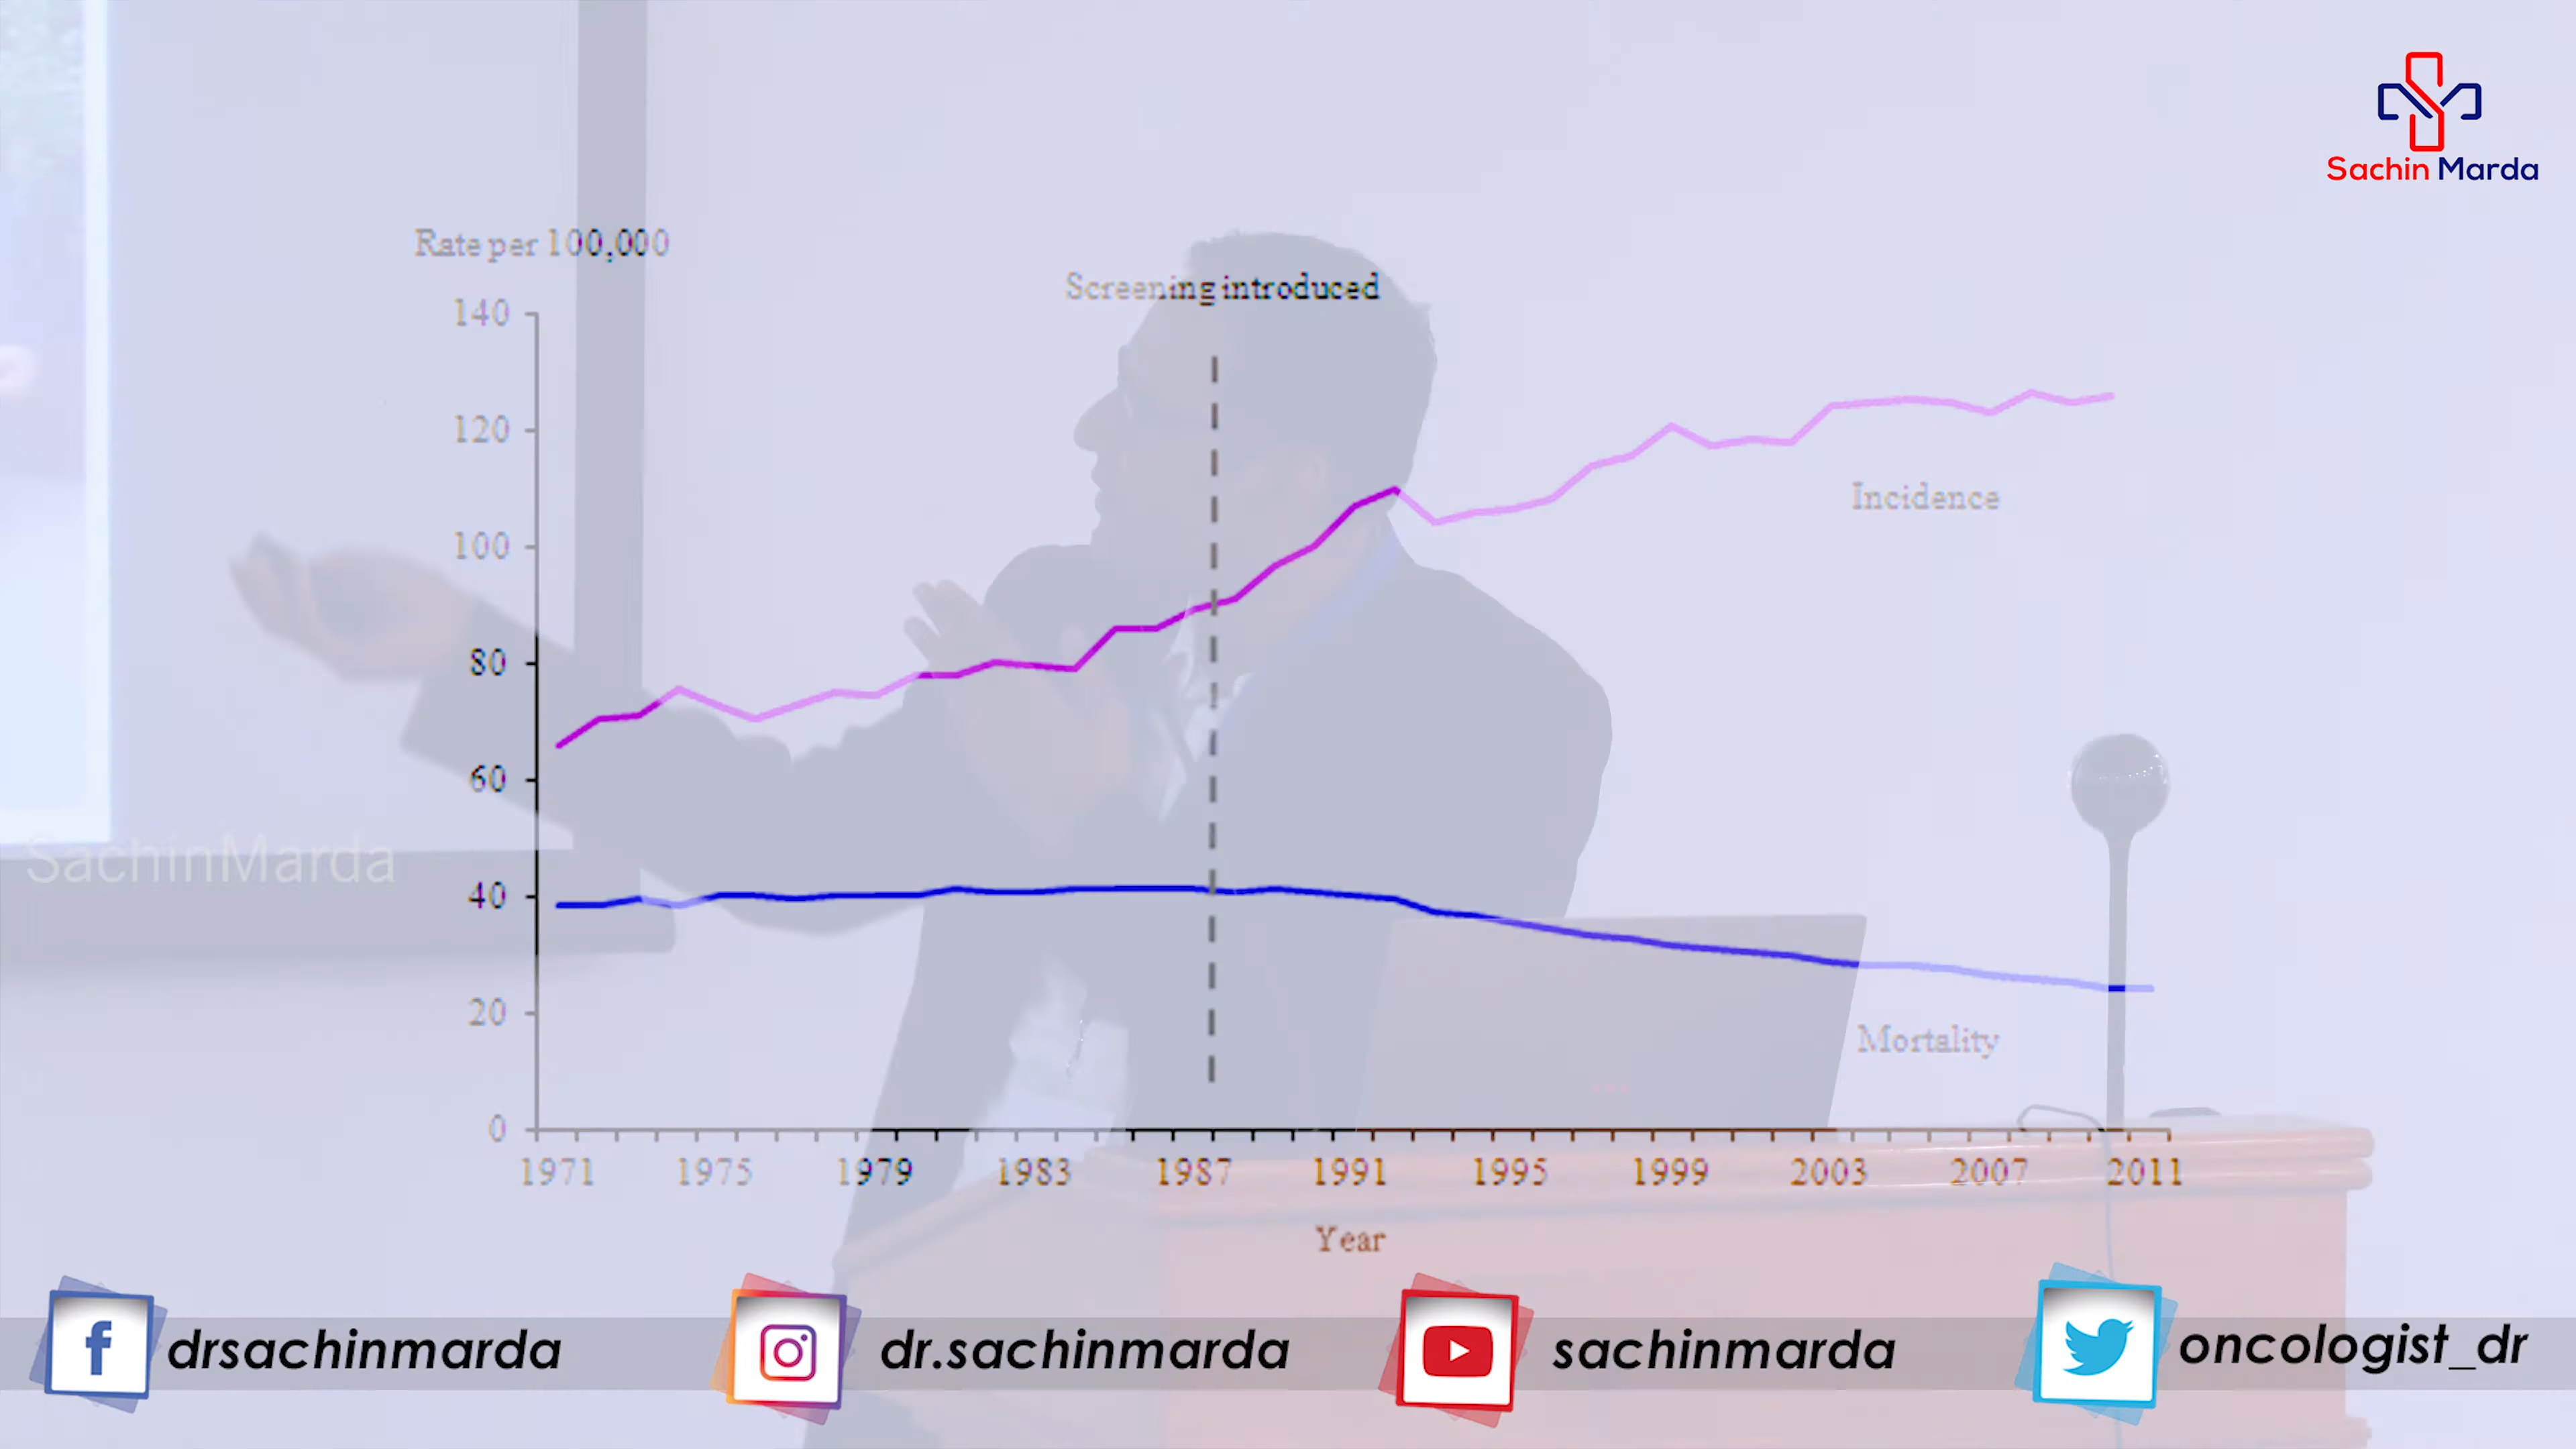 Sachin Marda
Rate per 100,000
Screening introduced
140
120
100
80
60
40
20
0
Incidence
Mortality
SachinMarda
1971 1975 1979 1983 1987 1991 1995 1999 2003 2007 2011
Year
drsachinmarda
dr.sachinmarda
sachinmarda
oncologist_dr